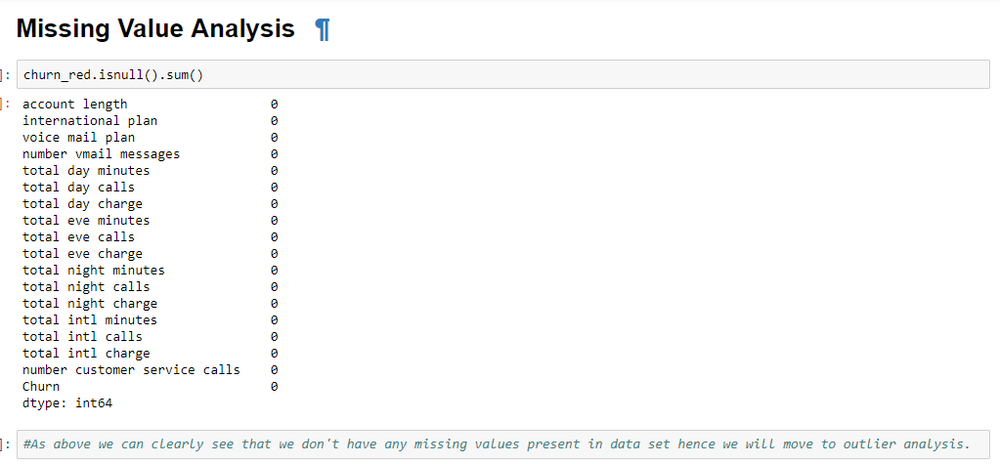 Missing Value Analysis ¶
]: churn_red.isnull().sum()
]: account length 0
international plan 0
voice mail plan 0
number vmail messages 0
total day minutes 0
total day calls 0
total day charge 0
total eve minutes 0
total eve calls 0
total eve charge 0
total night minutes 0
total night calls 0
total night charge 0
total intl minutes 0
total intl calls 0
total intl charge 0
number customer service calls 0
Churn 0
dtype: int64
]: #As above we can clearly see that we don't have any missing values present in data set hence we will move to outlier analysis.